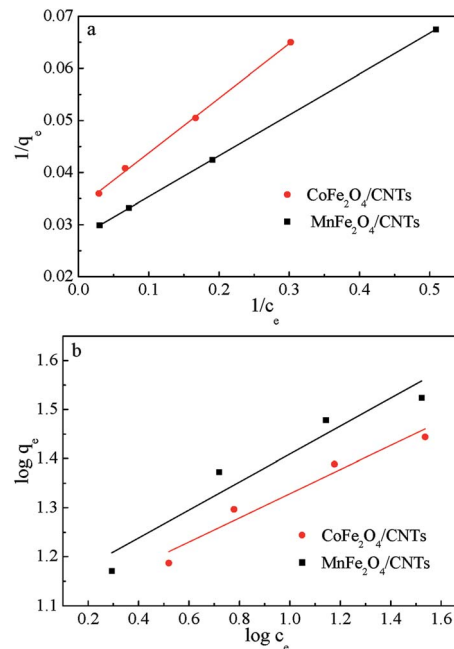 a
0.07
0.06
0.05
0.04
0.03
0.02
1/qₑ
0.0 0.1 0.2 0.3 0.4 0.5
1/cₑ
CoFe₂O₄/CNTs
MnFe₂O₄/CNTs
b
1.6
1.5
1.4
1.3
1.2
1.1
log qₑ
0.2 0.4 0.6 0.8 1.0 1.2 1.4 1.6
log cₑ
CoFe₂O₄/CNTs
MnFe₂O₄/CNTs